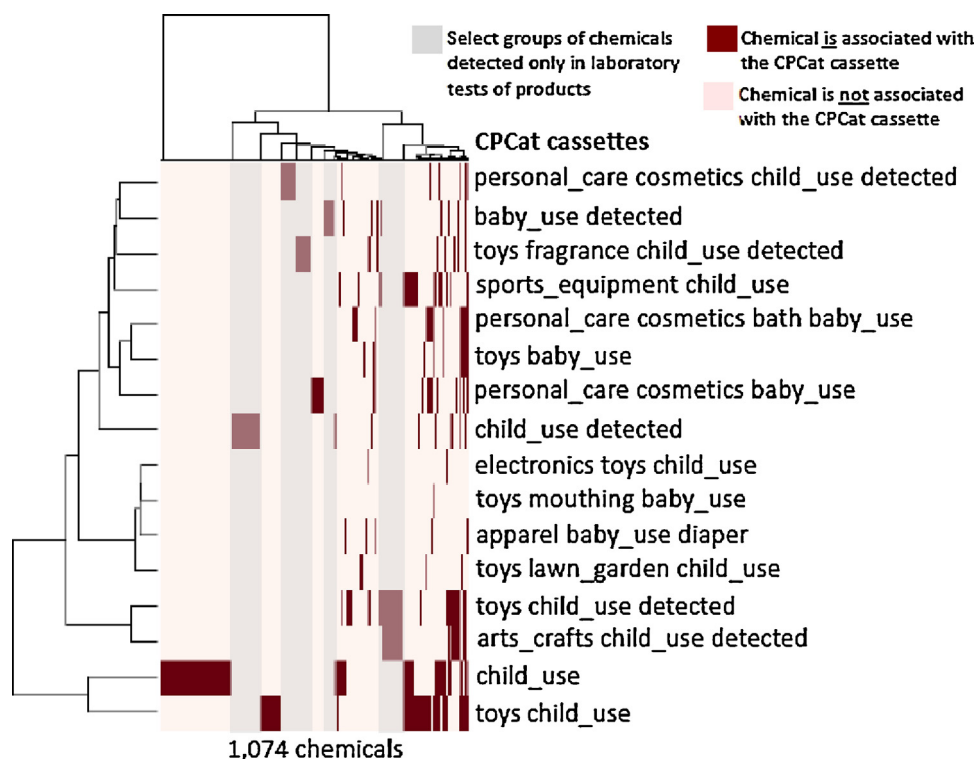 Select groups of chemicals
detected only in laboratory
tests of products
Chemical is associated with
the CPCat cassette
Chemical is not associated
with the CPCat cassette
CPCat cassettes
personal_care cosmetics child_use detected
baby_use detected
toys fragrance child_use detected
sports_equipment child_use
personal_care cosmetics bath baby_use
toys baby_use
personal_care cosmetics baby_use
child_use detected
electronics toys child_use
toys mouthing baby_use
apparel baby_use diaper
toys lawn_garden child_use
toys child_use detected
arts_crafts child_use detected
child_use
toys child_use
1,074 chemicals